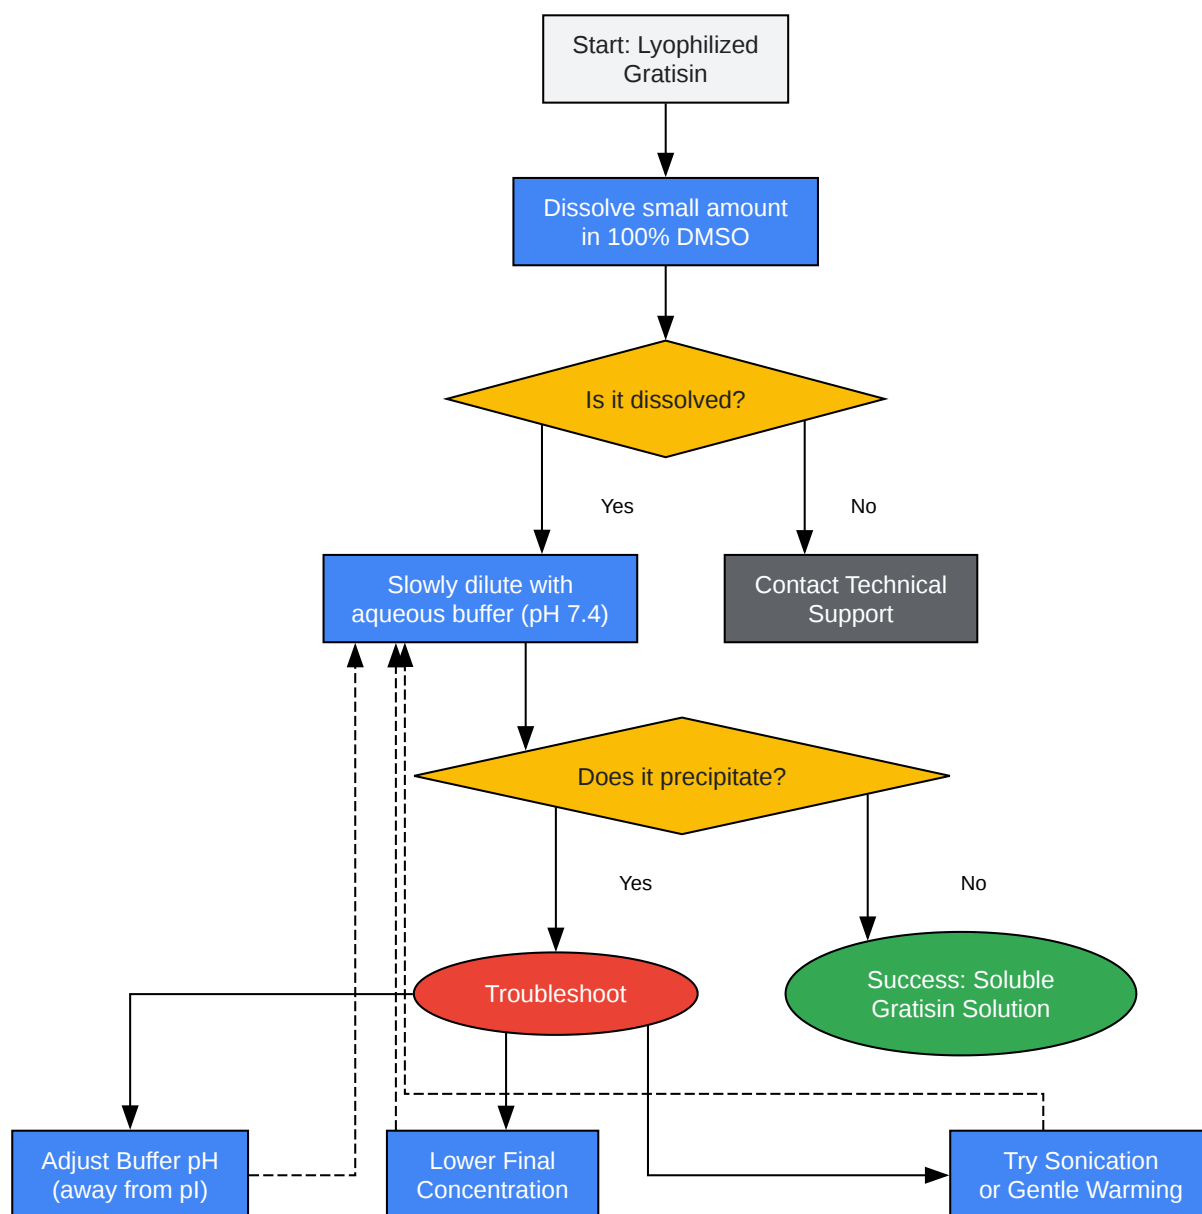 Start: Lyophilized
Gratisin
Dissolve small amount
in 100% DMSO
Is it dissolved?
Yes
No
Slowly dilute with
aqueous buffer (pH 7.4)
Contact Technical
Support
Does it precipitate?
Yes
No
Troubleshoot
Success: Soluble
Gratisin Solution
Adjust Buffer pH
(away from pI)
Lower Final
Concentration
Try Sonication
or Gentle Warming